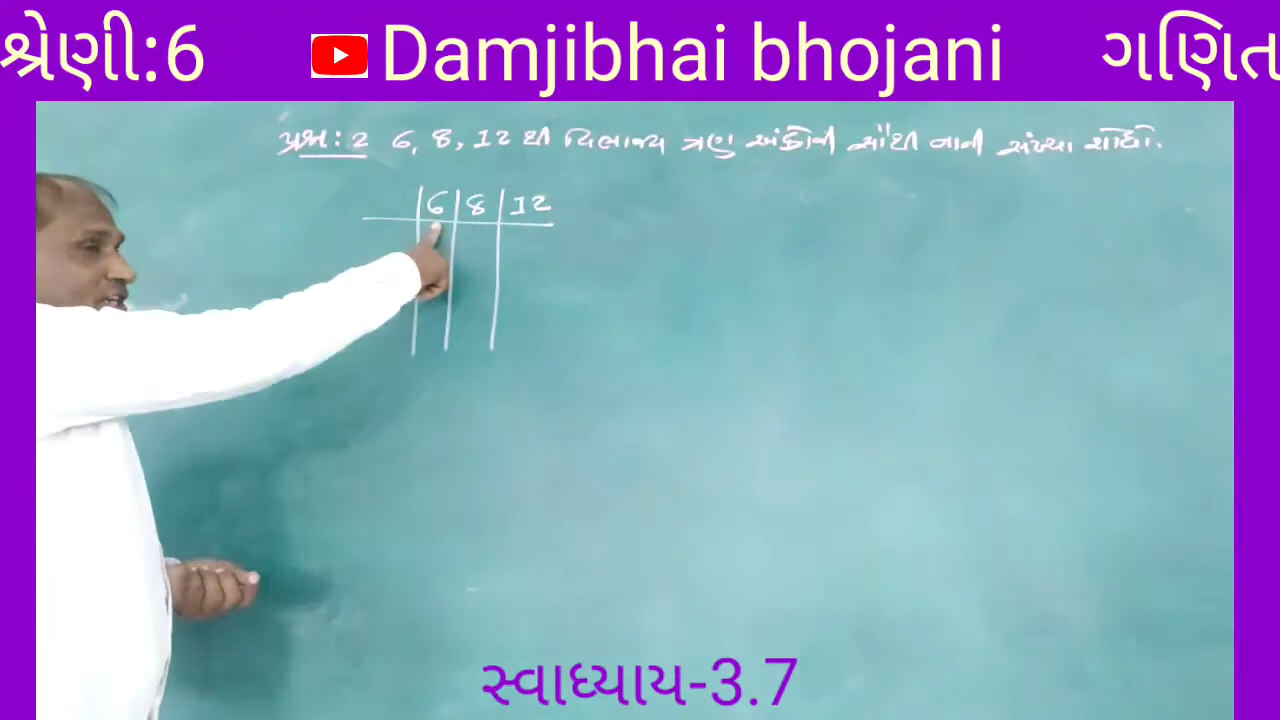 શ્રેણી:6 Damjibhai bhojani ગણિત
પ્રશ્ન : 2 6, 8, 12 થી વિભાજ્ય ત્રણ અંકોની સૌથી નાની સંખ્યા શોધો.
6 8 12
સ્વાધ્યાય-3.7